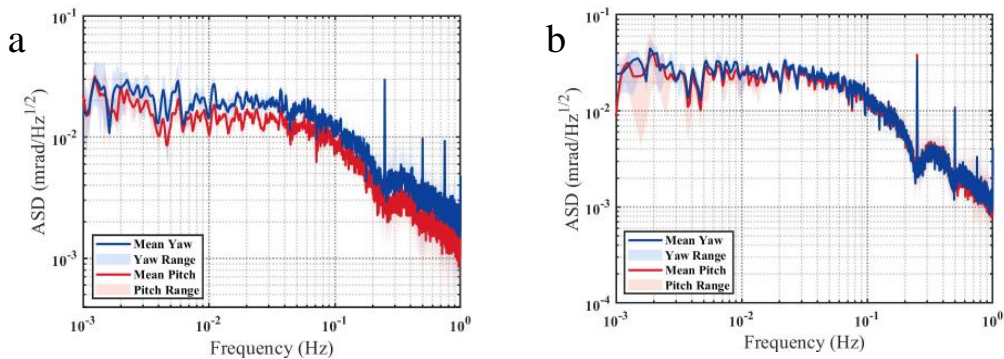 a
10^-1
10^-2
10^-3
ASD (mrad/Hz^1/2)
Mean Yaw
Yaw Range
Mean Pitch
Pitch Range
10^-3
10^-2
10^-1
10^0
Frequency (Hz)
b
10^-1
10^-2
10^-3
10^-4
ASD (mrad/Hz^1/2)
Mean Yaw
Yaw Range
Mean Pitch
Pitch Range
10^-3
10^-2
10^-1
10^0
Frequency (Hz)